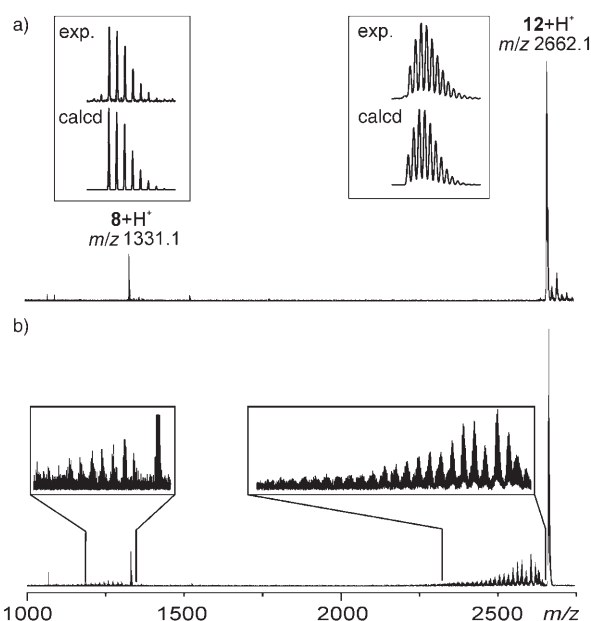 a)
exp.
calcd
exp.
calcd
12+H⁺
m/z 2662.1
8+H⁺
m/z 1331.1
b)
1000 1500 2000 2500 m/z